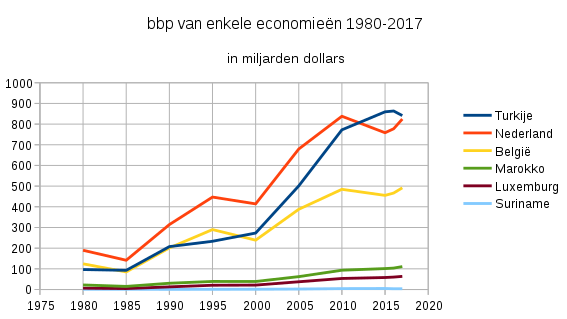 bbp van enkele economieën 1980-2017
in miljarden dollars
1000
900
800
700
600
500
400
300
200
100
0
1975 1980 1985 1990 1995 2000 2005 2010 2015 2020
Turkije
Nederland
België
Marokko
Luxemburg
Suriname